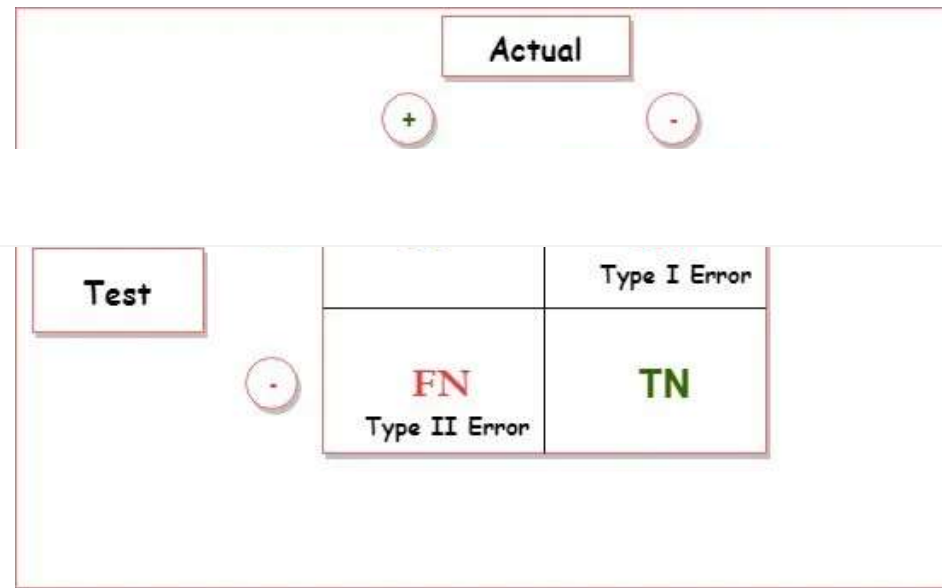 Actual
+ -
Type I Error
Test
- FN TN
Type II Error